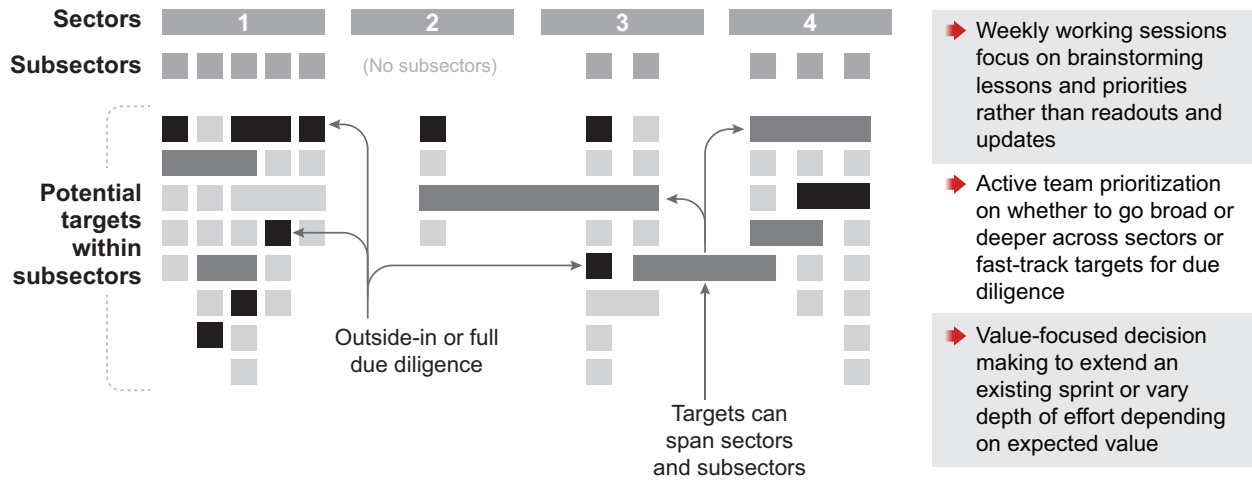 Sectors
1
2
3
4
Subsectors
(No subsectors)
Potential
targets
within
subsectors
Outside-in or full
due diligence
Targets can
span sectors
and subsectors
Weekly working sessions
focus on brainstorming
lessons and priorities
rather than readouts and
updates
Active team prioritization
on whether to go broad or
deeper across sectors or
fast-track targets for due
diligence
Value-focused decision
making to extend an
existing sprint or vary
depth of effort depending
on expected value